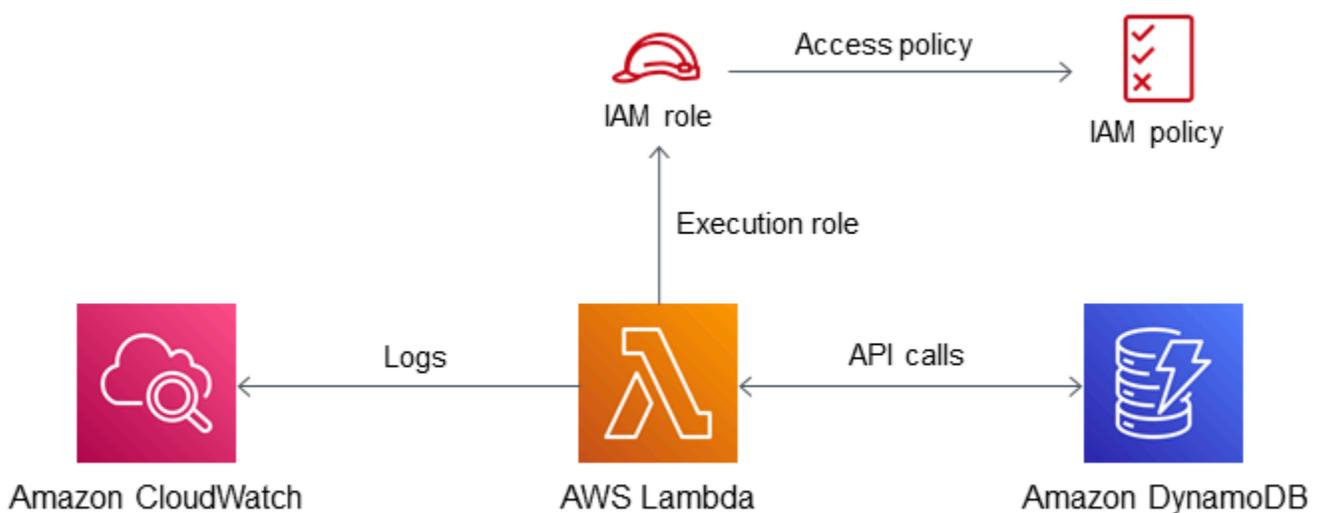 Access policy
IAM role
IAM policy
Execution role
Logs
API calls
Amazon CloudWatch
AWS Lambda
Amazon DynamoDB